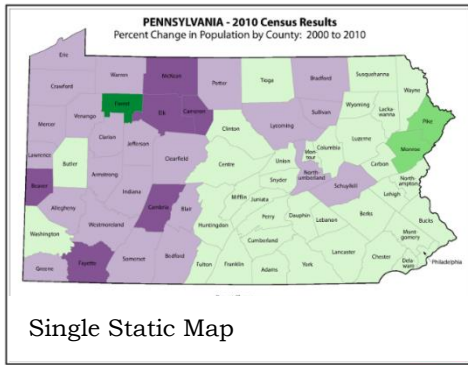 PENNSYLVANIA - 2010 Census Results
Percent Change in Population by County: 2000 to 2010
Erie
Crawford
Warren
McKean
Potter
Tioga
Bradford
Susquehanna
Wayne
Forest
Elk
Cameron
Sullivan
Wyoming
Lacka-
wanna
Pike
Mercer
Venango
Clarion
Jefferson
Clinton
Lycoming
Luzerne
Monroe
Lawrence
Butler
Armstrong
Clearfield
Centre
Union
Mon-
tour
Columbia
Carbon
Beaver
Indiana
Snyder
North-
umberland
Schuylkill
North-
ampton
Lehigh
Allegheny
Cambria
Blair
Mifflin
Juniata
Washington
Westmoreland
Huntingdon
Perry
Dauphin
Lebanon
Berks
Bucks
Mont-
gomery
Cumberland
Greene
Fayette
Somerset
Bedford
Fulton
Franklin
Adams
York
Lancaster
Chester
Dela-
ware
Philadelphia
Single Static Map